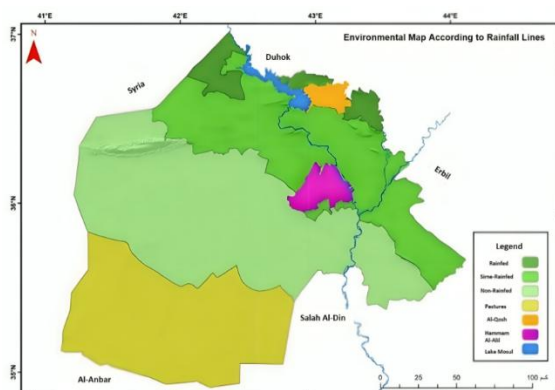 41°E 42°E 43°E 44°E
37°N
N
Environmental Map According to Rainfall Lines
Duhok
Syria
Erbil
36°N
Legend
Rainfed
Sime-Rainfed
Non-Rainfed
Pactures
Al-Qosh
Hammam
Al-Alil
Lake Mosul
Salah Al-Din
Al-Anbar
35°N
0 25 50 100